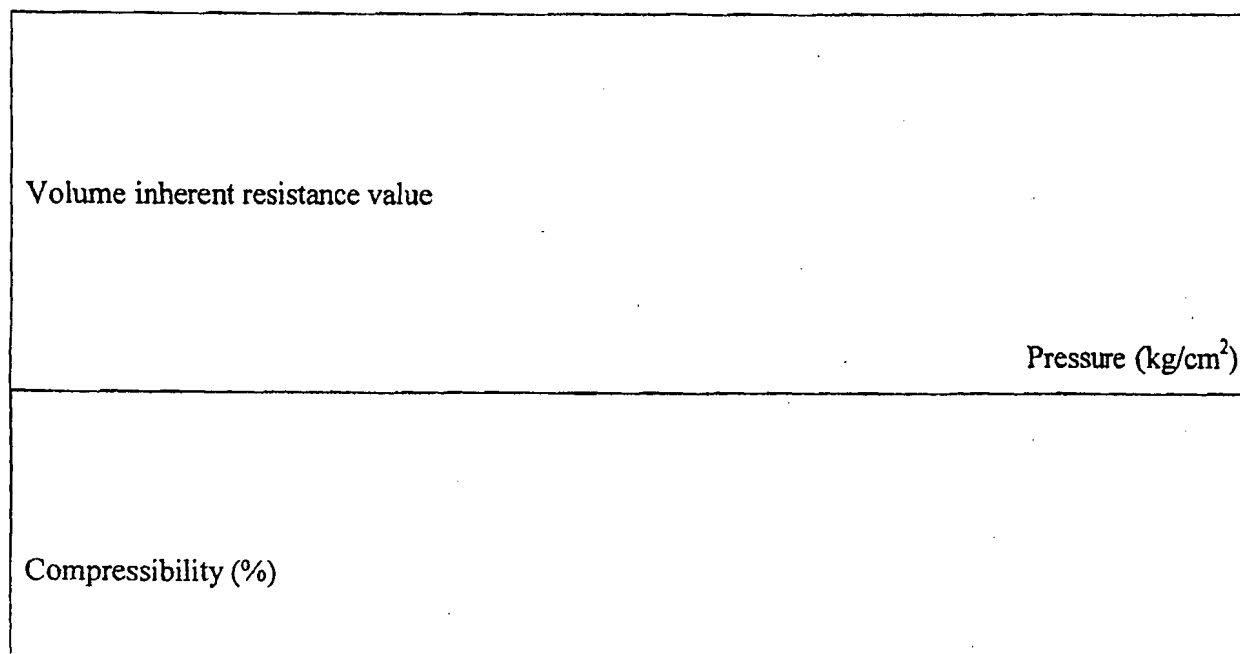 Volume inherent resistance value
Pressure (kg/cm²)
Compressibility (%)